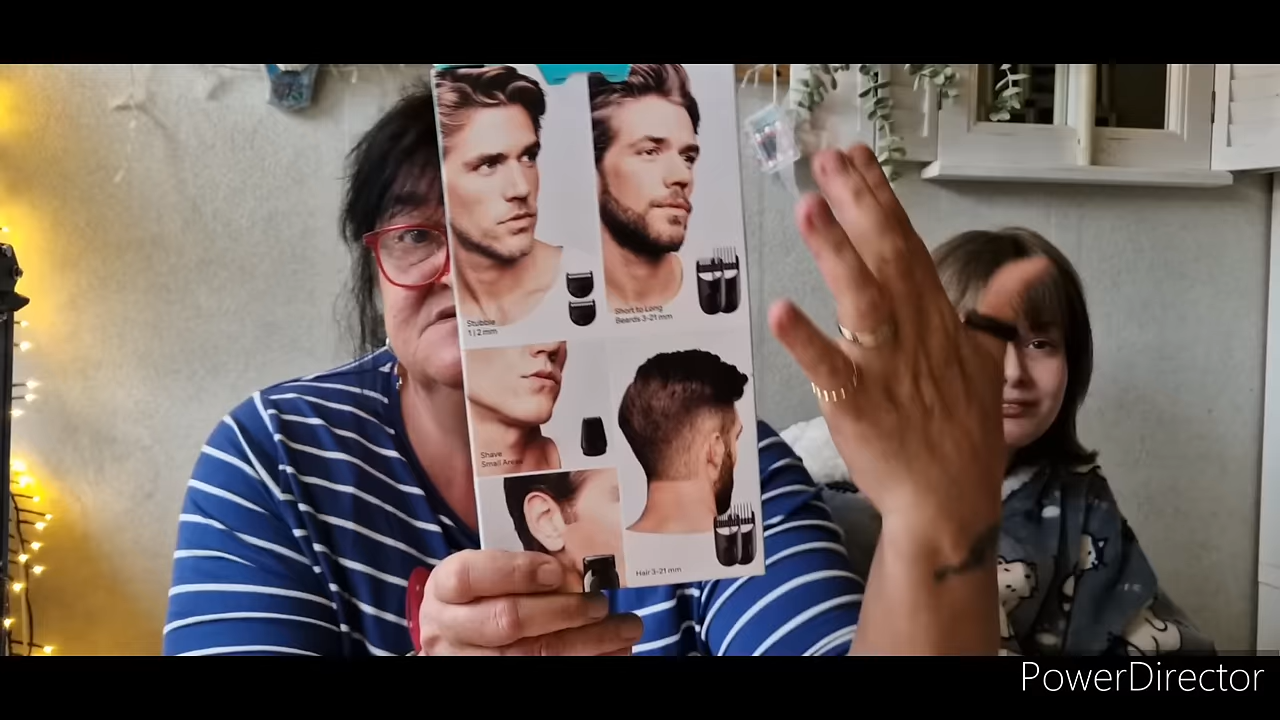 Stubble
1 | 2 mm
Short to Long
Beards 3-21 mm
Shave
Small Areas
Hair 3-21 mm
PowerDirector